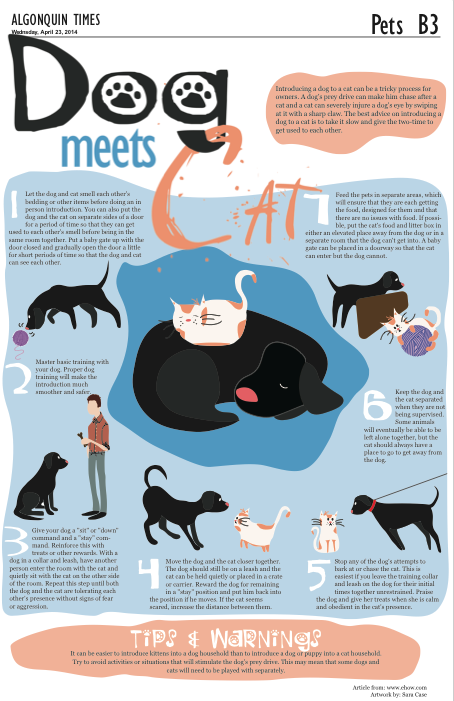 ALGONQUIN TIMES
Wednesday, April 23, 2014
Pets B3
Dog
meets
CAT
Introducing a dog to a cat can be a tricky process for
owners. A dog's prey drive can make him chase after a
cat and a cat can severely injure a dog's eye by swiping
at it with a sharp claw. The best advice on introducing a
dog to a cat is to take it slow and give the two-time to
get used to each other.
1
Let the dog and cat smell each other's
bedding or other items before doing an in
person introduction. You can also put the
dog and the cat on separate sides of a door
for a period of time so that they can get
used to each other's smell before being in the
same room together. Put a baby gate up with the
door closed and gradually open the door a little
for short periods of time so that the dog and cat
can see each other.
2
Master basic training with
your dog. Proper dog
training will make the
introduction much
smoother and safer
3
Give your dog a "sit" or "down"
command and a "stay" com-
mand. Reinforce this with
treats or other rewards. With a
dog in a collar and leash, have another
person enter the room with the cat and
quietly sit with the cat on the other side
of the room. Repeat this step until both
the dog and the cat are tolerating each
other's presence without signs of fear
or aggression.
4
Move the dog and the cat closer together.
The dog should still be on a leash and the
cat can be held quietly or placed in a crate
or carrier. Reward the dog for remaining
in a "stay" position and put him back into
the position if he moves. If the cat seems
scared, increase the distance between them.
5
Stop any of the dog's attempts to
bark at or chase the cat. This is
easiest if you leave the training collar
and leash on the dog for their initial
times together unrestrained. Praise
the dog and give her treats when she is calm
and obedient in the cat's presence.
6
Keep the dog and
the cat separated
when they are not
being supervised.
Some animals
will eventually be able to be
left alone together, but the
cat should always have a
place to go to get away from
the dog.
7
Feed the pets in separate areas, which
will ensure that they are each getting
the food, designed for them and that
there are no issues with food. If possi-
ble, put the cat's food and litter box in
either an elevated place away from the dog or in a
separate room that the dog can't get into. A baby
gate can be placed in a doorway so that the cat
can enter but the dog cannot.
TIPS & WARNINGS
It can be easier to introduce kittens into a dog household than to introduce a dog or puppy into a cat household.
Try to avoid activities or situations that will stimulate the dog's prey drive. This may mean that some dogs and
cats will need to be played with separately.
Article from: www.ehow.com
Artwork by: Sara Case